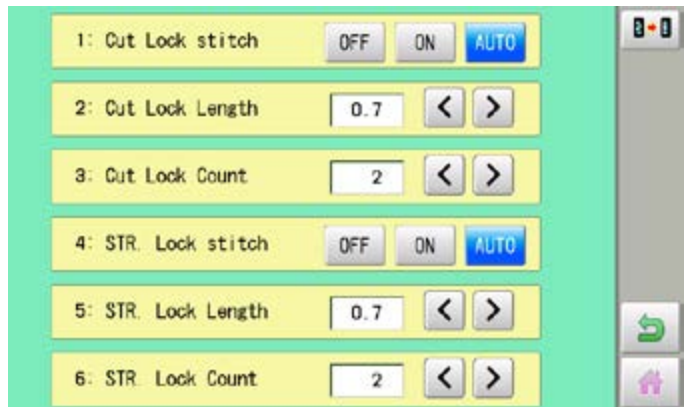 1: Cut Lock stitch OFF ON AUTO
2: Cut Lock Length 0.7 < >
3: Cut Lock Count 2 < >
4: STR. Lock stitch OFF ON AUTO
5: STR. Lock Length 0.7 < >
6: STR. Lock Count 2 < >